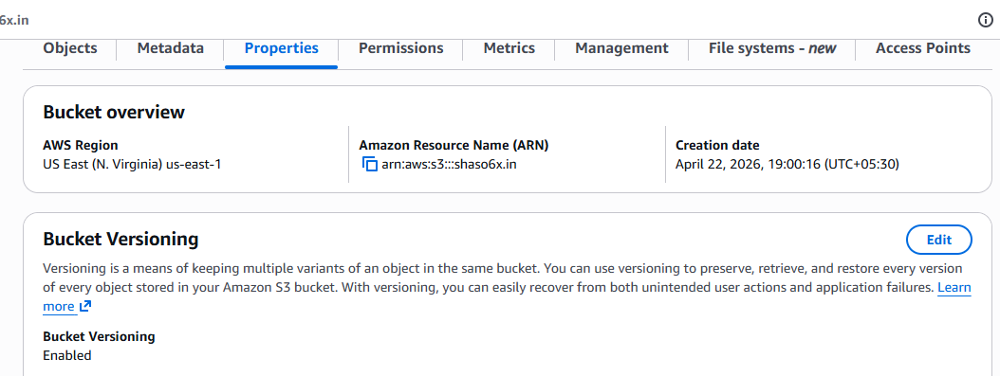 6x.in
Objects Metadata Properties Permissions Metrics Management File systems - new Access Points
Bucket overview
AWS Region
US East (N. Virginia) us-east-1
Amazon Resource Name (ARN)
arn:aws:s3:::shaso6x.in
Creation date
April 22, 2026, 19:00:16 (UTC+05:30)
Bucket Versioning
Edit
Versioning is a means of keeping multiple variants of an object in the same bucket. You can use versioning to preserve, retrieve, and restore every version
of every object stored in your Amazon S3 bucket. With versioning, you can easily recover from both unintended user actions and application failures. Learn
more
Bucket Versioning
Enabled